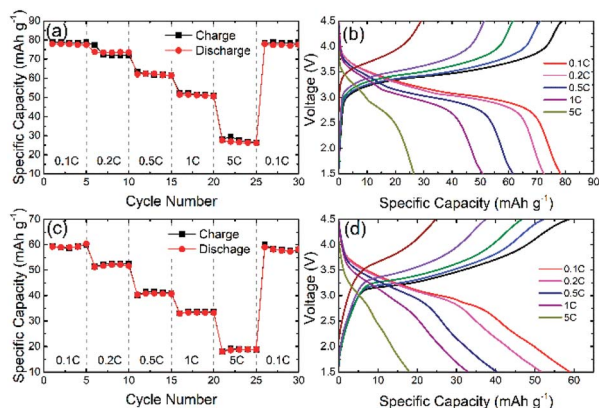 (a)
Charge
Discharge
Specific Capacity (mAh g⁻¹)
90
80
70
60
50
40
30
20
10
0.1C 0.2C 0.5C 1C 5C 0.1C
0 5 10 15 20 25 30
Cycle Number
(b)
Voltage (V)
4.5
4.0
3.5
3.0
2.5
2.0
1.5
0.1C
0.2C
0.5C
1C
5C
0 10 20 30 40 50 60 70 80 90
Specific Capacity (mAh g⁻¹)
(c)
Charge
Dischage
Specific Capacity (mAh g⁻¹)
70
60
50
40
30
20
10
0.1C 0.2C 0.5C 1C 5C 0.1C
0 5 10 15 20 25 30
Cycle Number
(d)
Voltage (V)
4.5
4.0
3.5
3.0
2.5
2.0
1.5
0.1C
0.2C
0.5C
1C
5C
0 10 20 30 40 50 60 65
Specific Capacity (mAh g⁻¹)